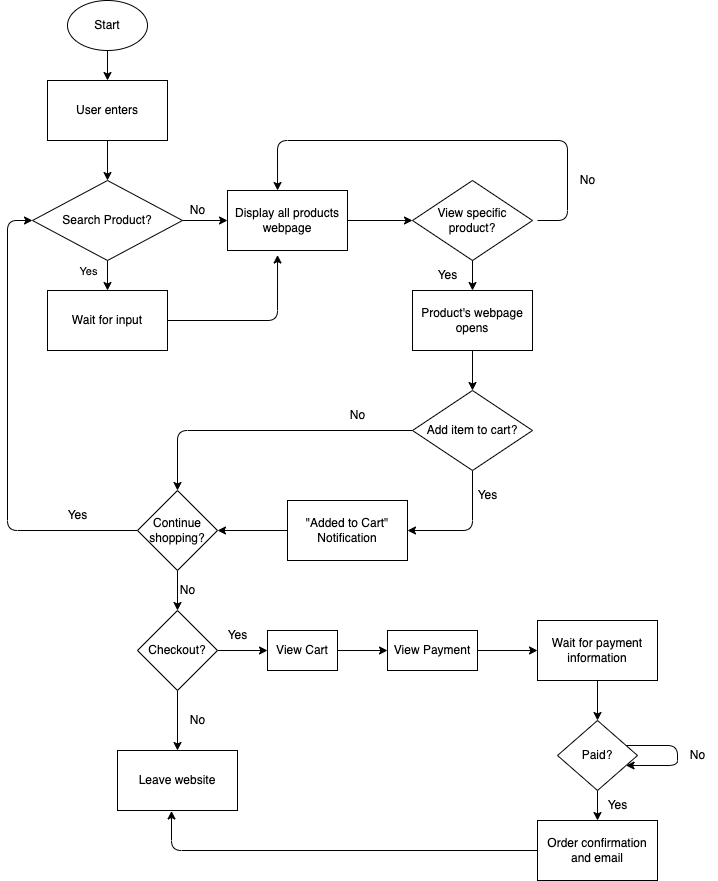 Start
User enters
Search Product?
No
Display all products
webpage
View specific
product?
No
Yes
Wait for input
Yes
Product's webpage
opens
No
Add item to cart?
Yes
Yes
Continue
shopping?
"Added to Cart"
Notification
No
Checkout?
Yes
View Cart
View Payment
Wait for payment
information
No
Paid?
No
Leave website
Yes
Order confirmation
and email